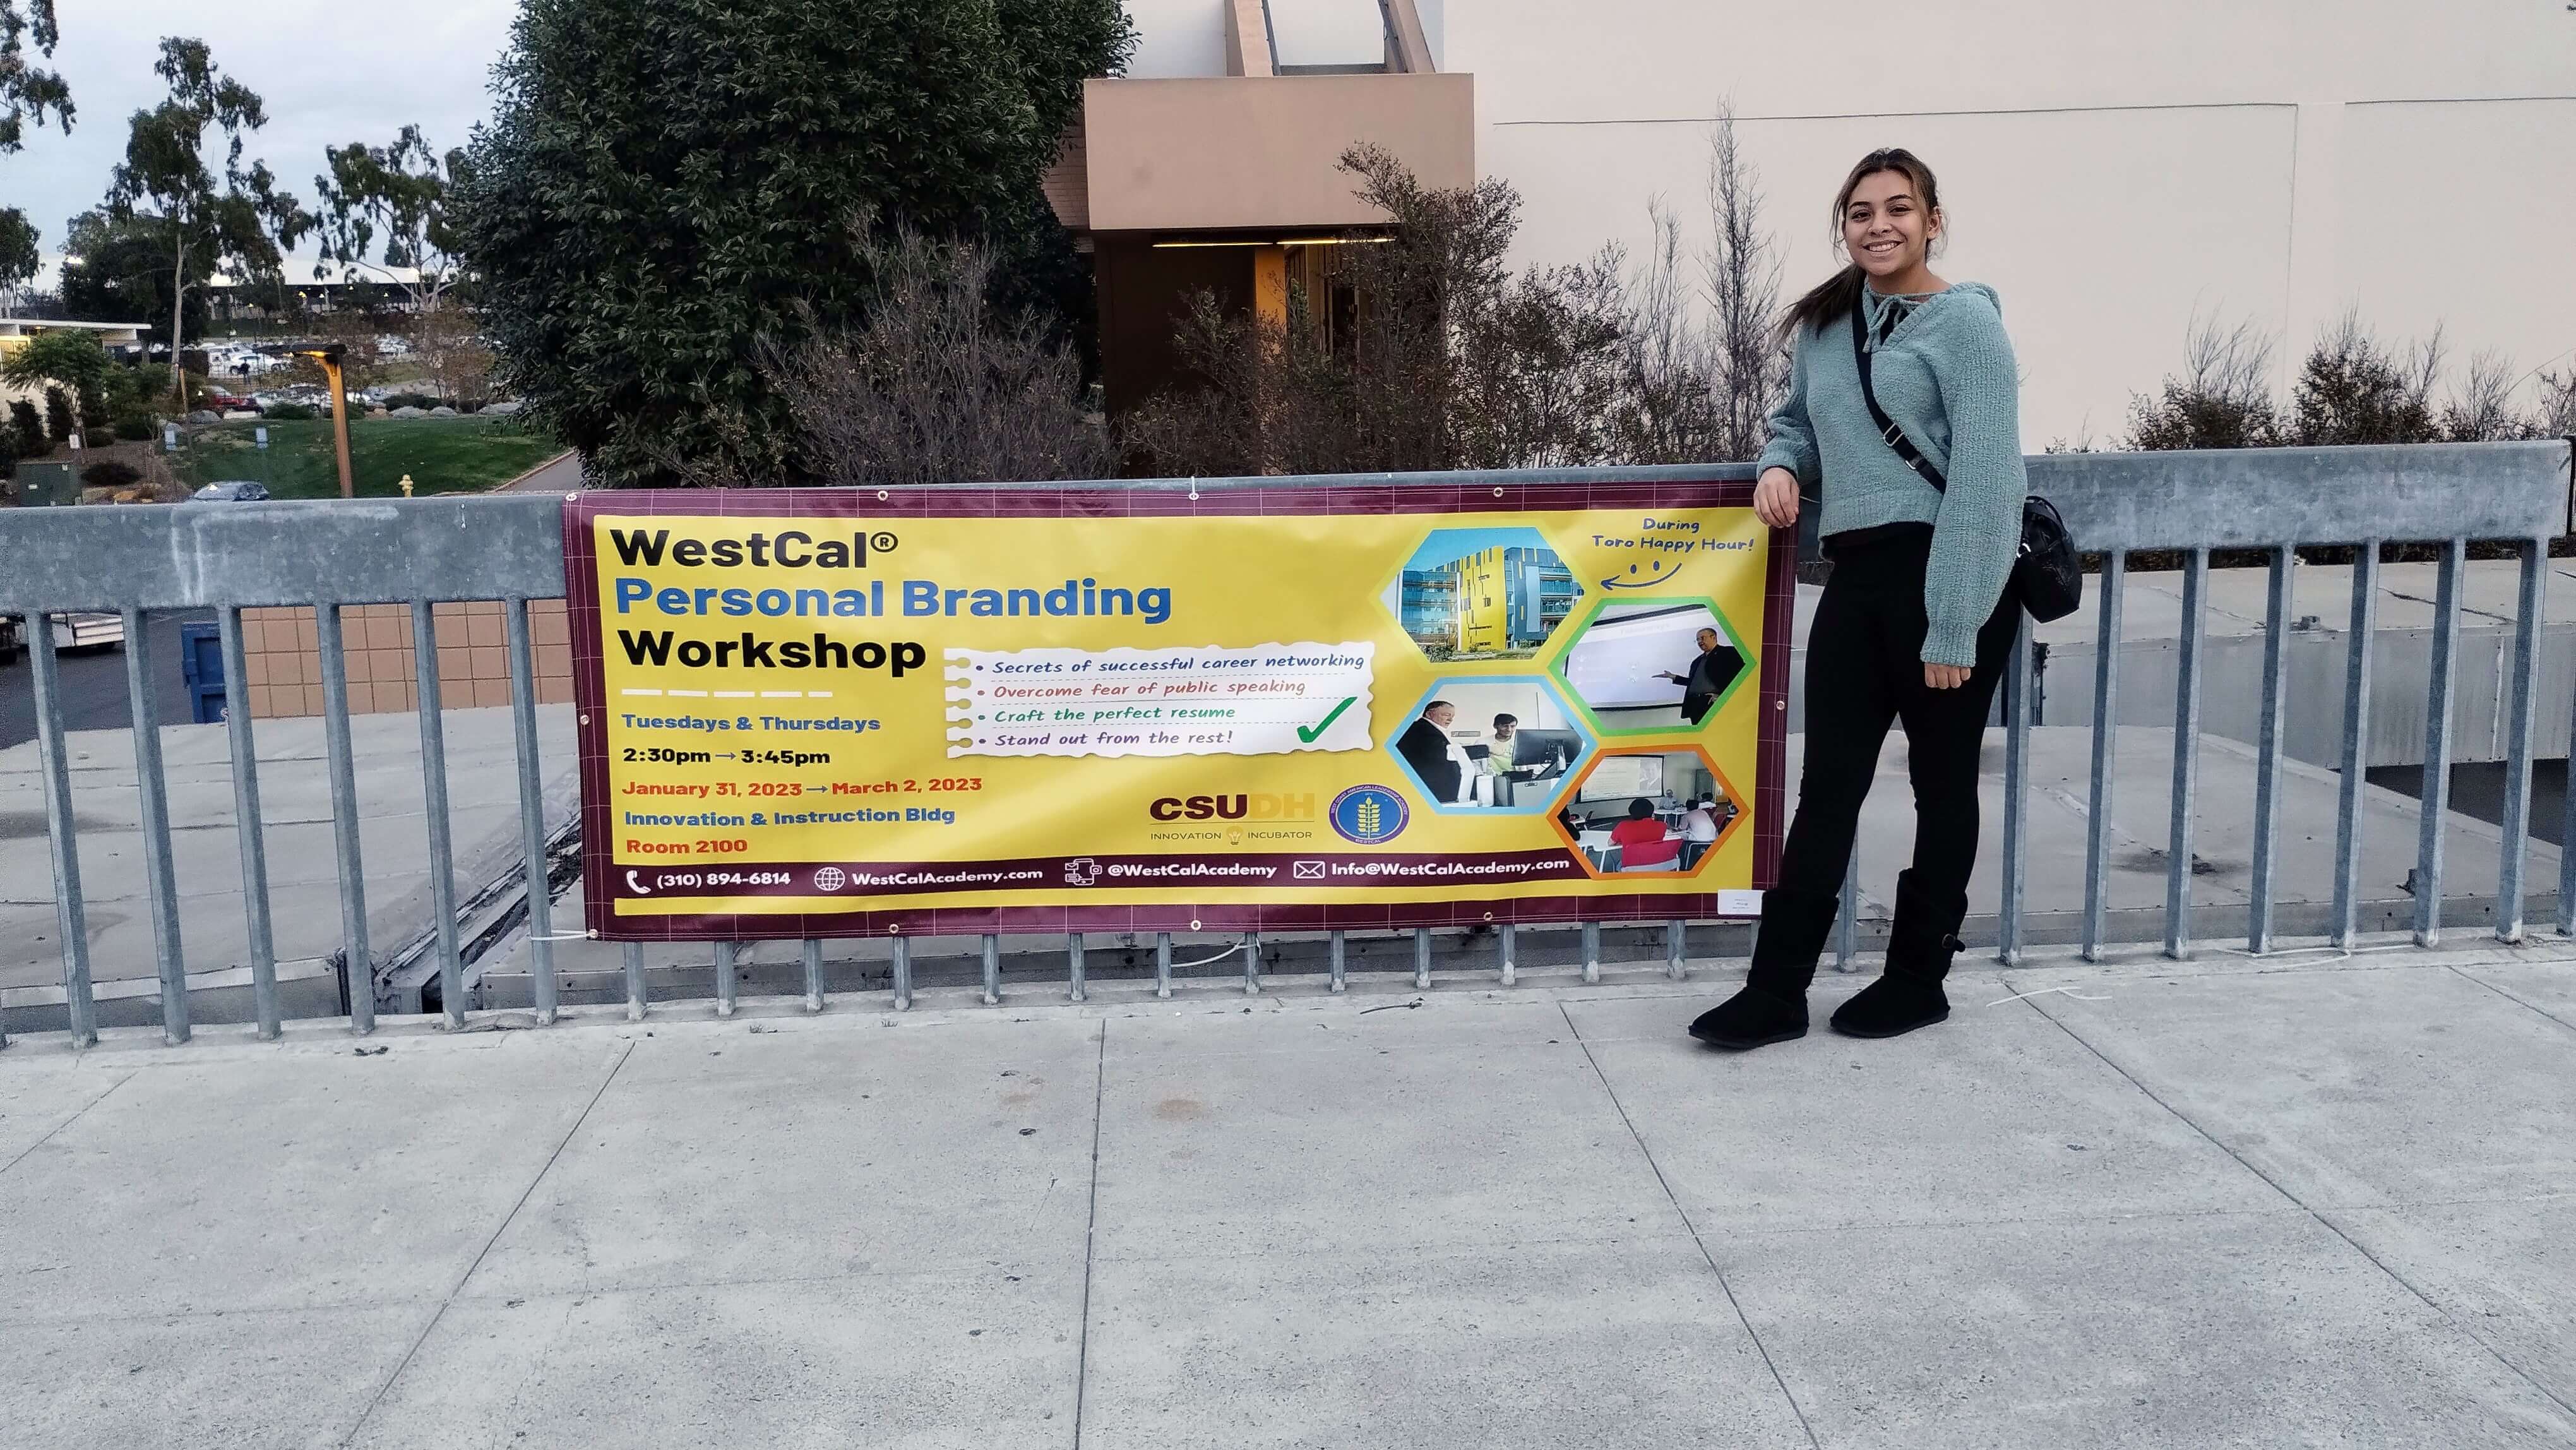 WestCal®
Personal Branding
Workshop
Tuesdays & Thursdays
2:30pm → 3:45pm
January 31, 2023 → March 2, 2023
Innovation & Instruction Bldg
Room 2100
• Secrets of successful career networking
• Overcome fear of public speaking
• Craft the perfect resume
• Stand out from the rest!
During
Toro Happy Hour!
CSUDH
INNOVATION INCUBATOR
(310) 894-6814
WestCalAcademy.com
@WestCalAcademy
Info@WestCalAcademy.com